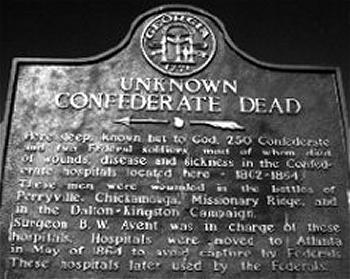 GEORGIA
1776
UNKNOWN
CONFEDERATE DEAD
Here sleep, known but to God, 250 Confederate
and two Federal soldiers, most of whom died
of wounds, disease and sickness in the Confed-
erate hospitals located here - 1862-1864.
These men were wounded in the battles of
Perryville, Chickamauga, Missionary Ridge, and
in the Dalton-Kingston Campaign.
Surgeon B.W. Avent was in charge of these
hospitals. Hospitals were moved to Atlanta
in May of 1864 to avoid capture by Federals.
These hospitals later used by the Federals.